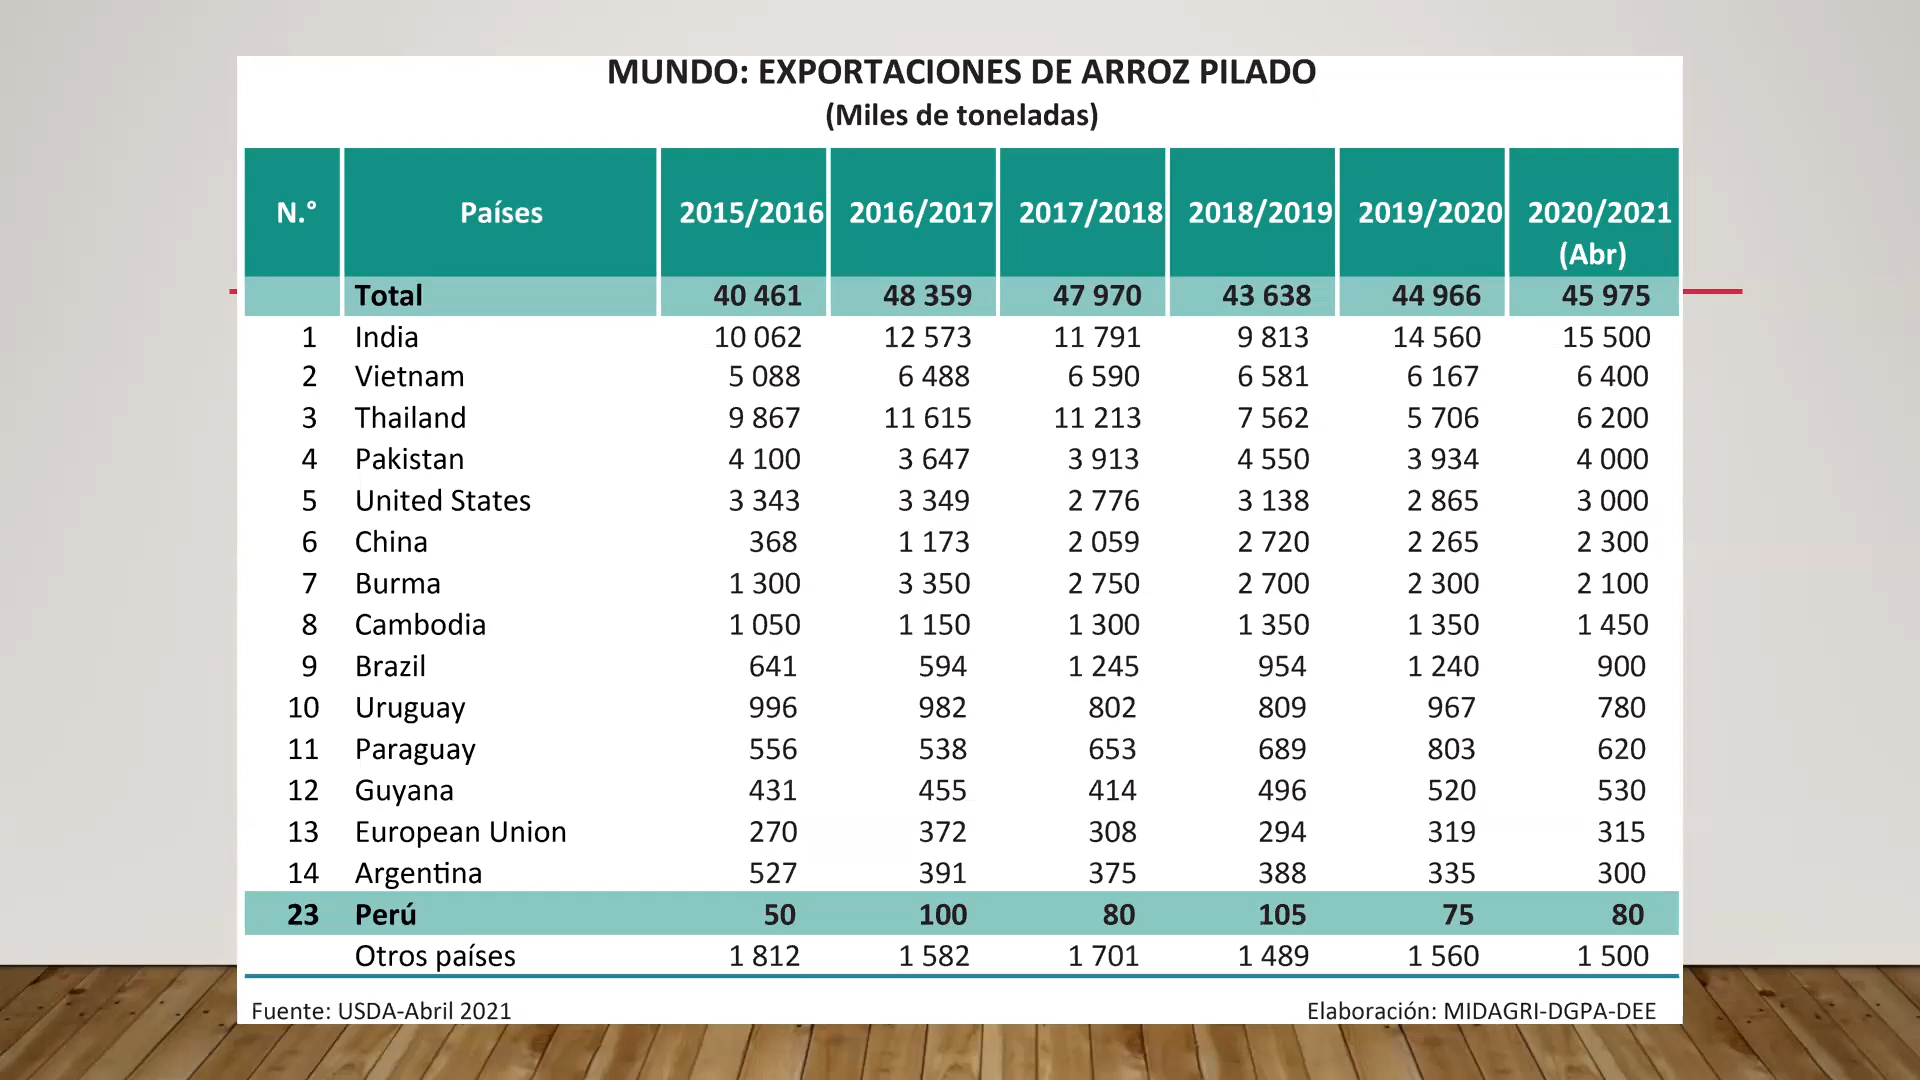 MUNDO: EXPORTACIONES DE ARROZ PILADO
(Miles de toneladas)
N.° Países 2015/2016 2016/2017 2017/2018 2018/2019 2019/2020 2020/2021
(Abr)
Total 40 461 48 359 47 970 43 638 44 966 45 975
1 India 10 062 12 573 11 791 9 813 14 560 15 500
2 Vietnam 5 088 6 488 6 590 6 581 6 167 6 400
3 Thailand 9 867 11 615 11 213 7 562 5 706 6 200
4 Pakistan 4 100 3 647 3 913 4 550 3 934 4 000
5 United States 3 343 3 349 2 776 3 138 2 865 3 000
6 China 368 1 173 2 059 2 720 2 265 2 300
7 Burma 1 300 3 350 2 750 2 700 2 300 2 100
8 Cambodia 1 050 1 150 1 300 1 350 1 350 1 450
9 Brazil 641 594 1 245 954 1 240 900
10 Uruguay 996 982 802 809 967 780
11 Paraguay 556 538 653 689 803 620
12 Guyana 431 455 414 496 520 530
13 European Union 270 372 308 294 319 315
14 Argentina 527 391 375 388 335 300
23 Perú 50 100 80 105 75 80
Otros países 1 812 1 582 1 701 1 489 1 560 1 500
Fuente: USDA-Abril 2021 Elaboración: MIDAGRI-DGPA-DEE